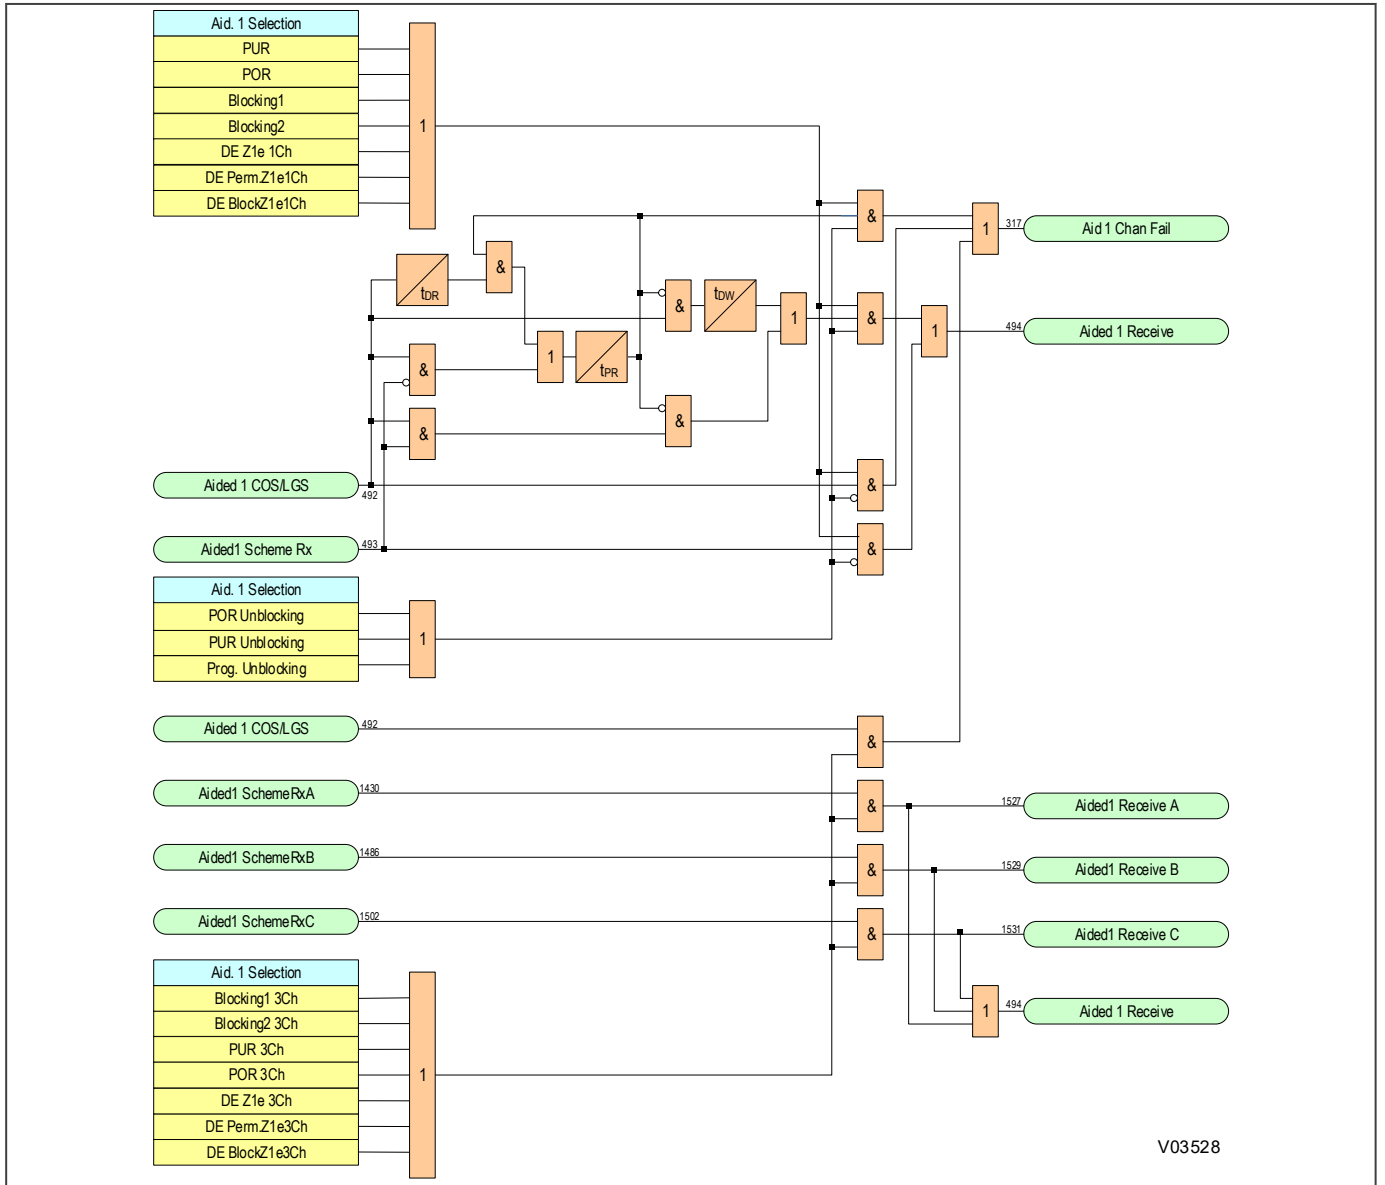 Aid. 1 Selection
PUR
POR
Blocking1
Blocking2
DE Z1e 1Ch
DE Perm.Z1e1Ch
DE BlockZ1e1Ch
1
&
1
317
Aid 1 Chan Fail
&
tDR
&
tDW
1
&
1
494
Aided 1 Receive
1
tPR
&
&
&
Aided 1 COS/LGS
492
&
Aided1 Scheme Rx
493
&
Aid. 1 Selection
POR Unblocking
PUR Unblocking
Prog. Unblocking
1
Aided 1 COS/LGS
492
&
Aided1 SchemeRxA
1430
&
1527
Aided1 Receive A
Aided1 SchemeRxB
1486
&
1529
Aided1 Receive B
Aided1 SchemeRxC
1502
&
1531
Aided1 Receive C
Aid. 1 Selection
Blocking1 3Ch
Blocking2 3Ch
PUR 3Ch
POR 3Ch
DE Z1e 3Ch
DE Perm.Z1e3Ch
DE BlockZ1e3Ch
1
1
494
Aided 1 Receive
V03528